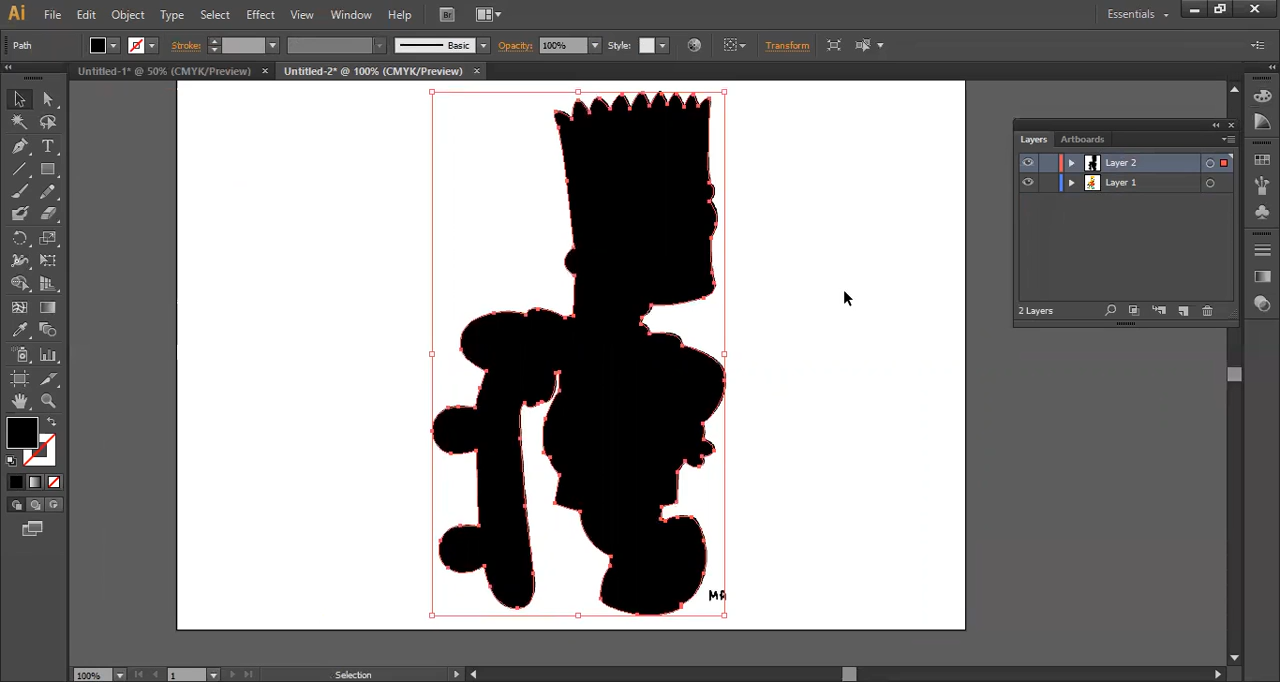 Ai File Edit Object Type Select Effect View Window Help Br Essentials
Path Stroke: Basic Opacity: 100% Style: Transform
Untitled-1* @ 50% (CMYK/Preview) × Untitled-2* @ 100% (CMYK/Preview) ×
Layers Artboards
Layer 2
Layer 1
2 Layers
100% 1 Selection